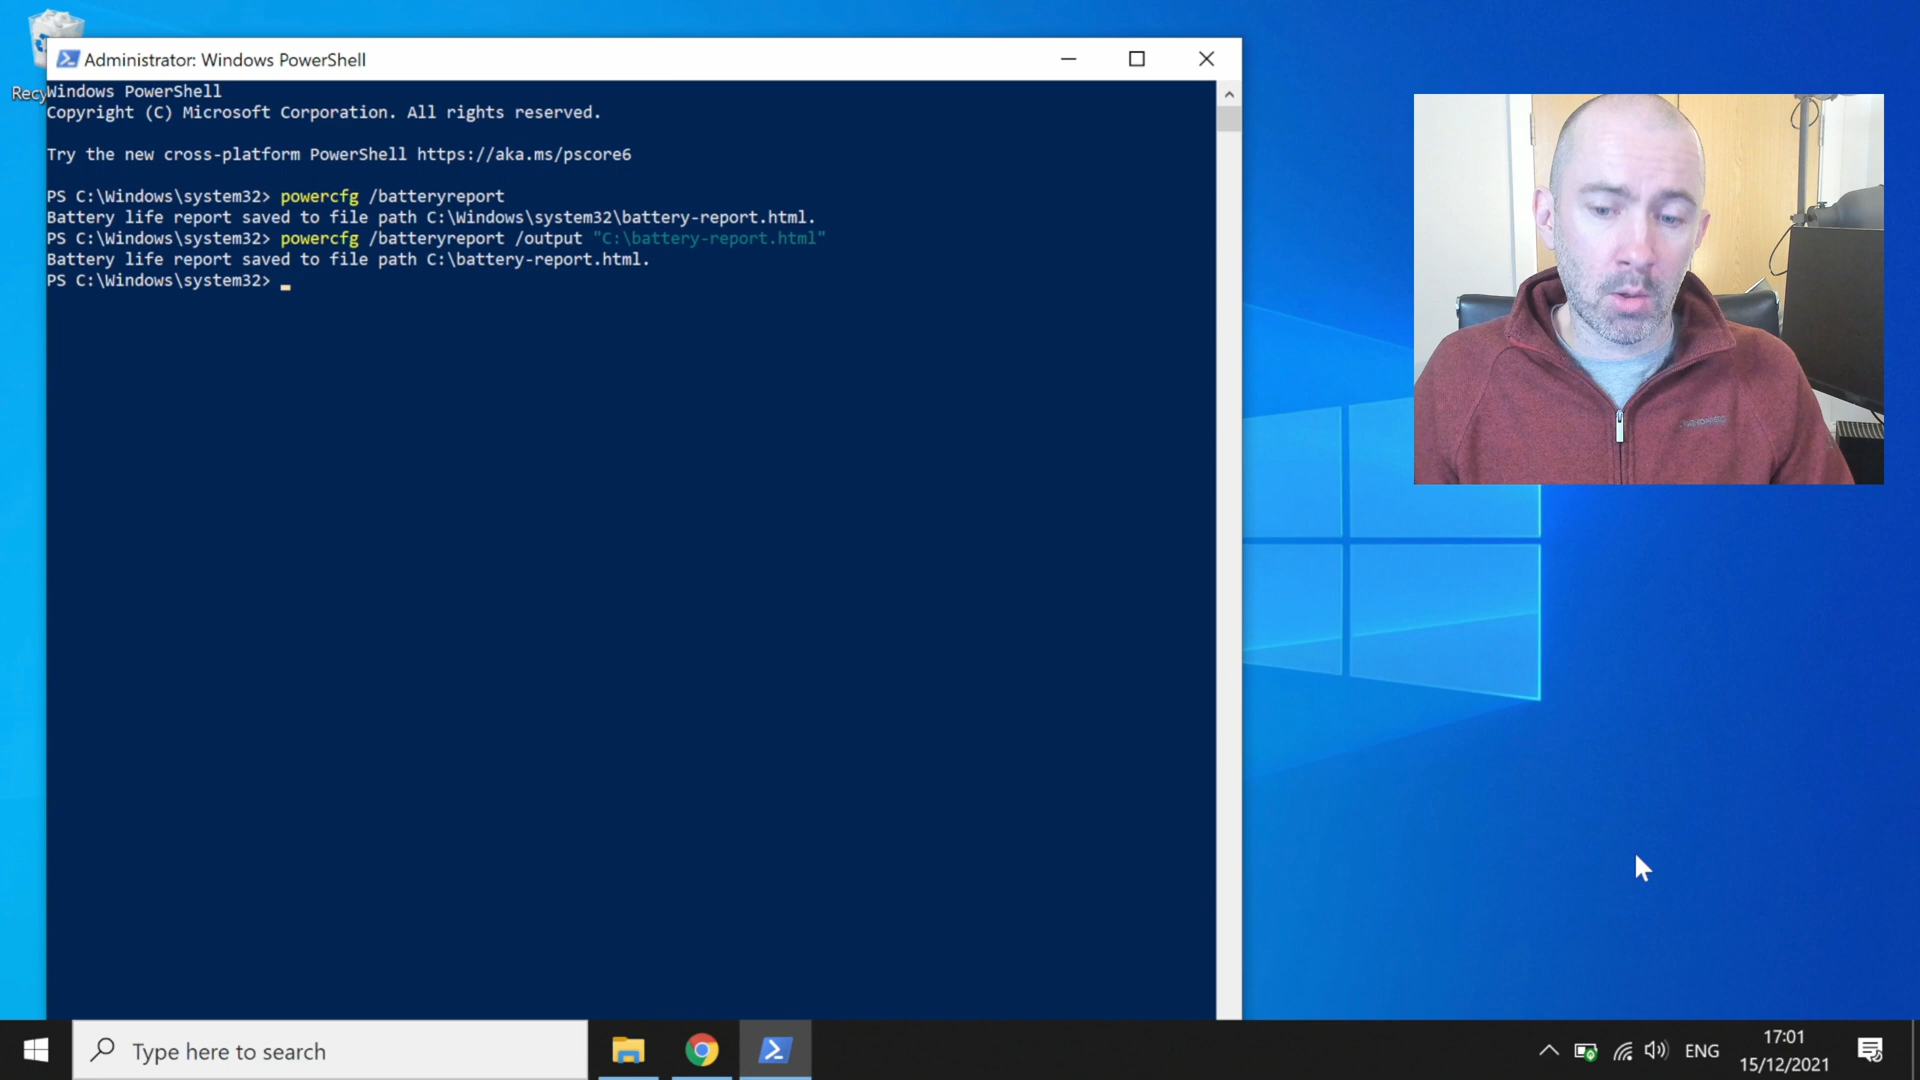 Administrator: Windows PowerShell
Recy
Windows PowerShell
Copyright (C) Microsoft Corporation. All rights reserved.
Try the new cross-platform PowerShell https://aka.ms/pscore6
PS C:\Windows\system32> powercfg /batteryreport
Battery life report saved to file path C:\Windows\system32\battery-report.html.
PS C:\Windows\system32> powercfg /batteryreport /output "C:\battery-report.html"
Battery life report saved to file path C:\battery-report.html.
PS C:\Windows\system32>
Type here to search
ENG
17:01
15/12/2021